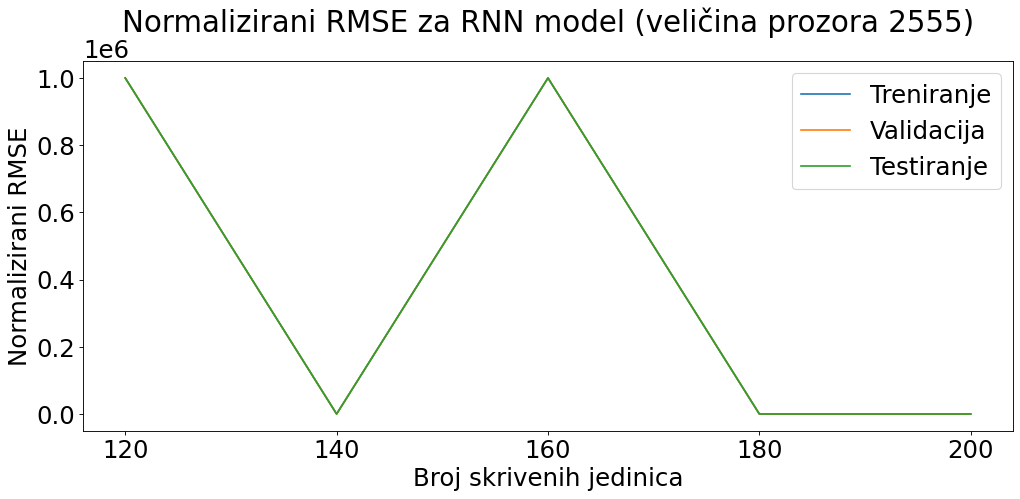 Normalizirani RMSE za RNN model (veličina prozora 2555)
1e6
1.0
0.8
0.6
0.4
0.2
0.0
Normalizirani RMSE
Treniranje
Validacija
Testiranje
120 140 160 180 200
Broj skrivenih jedinica